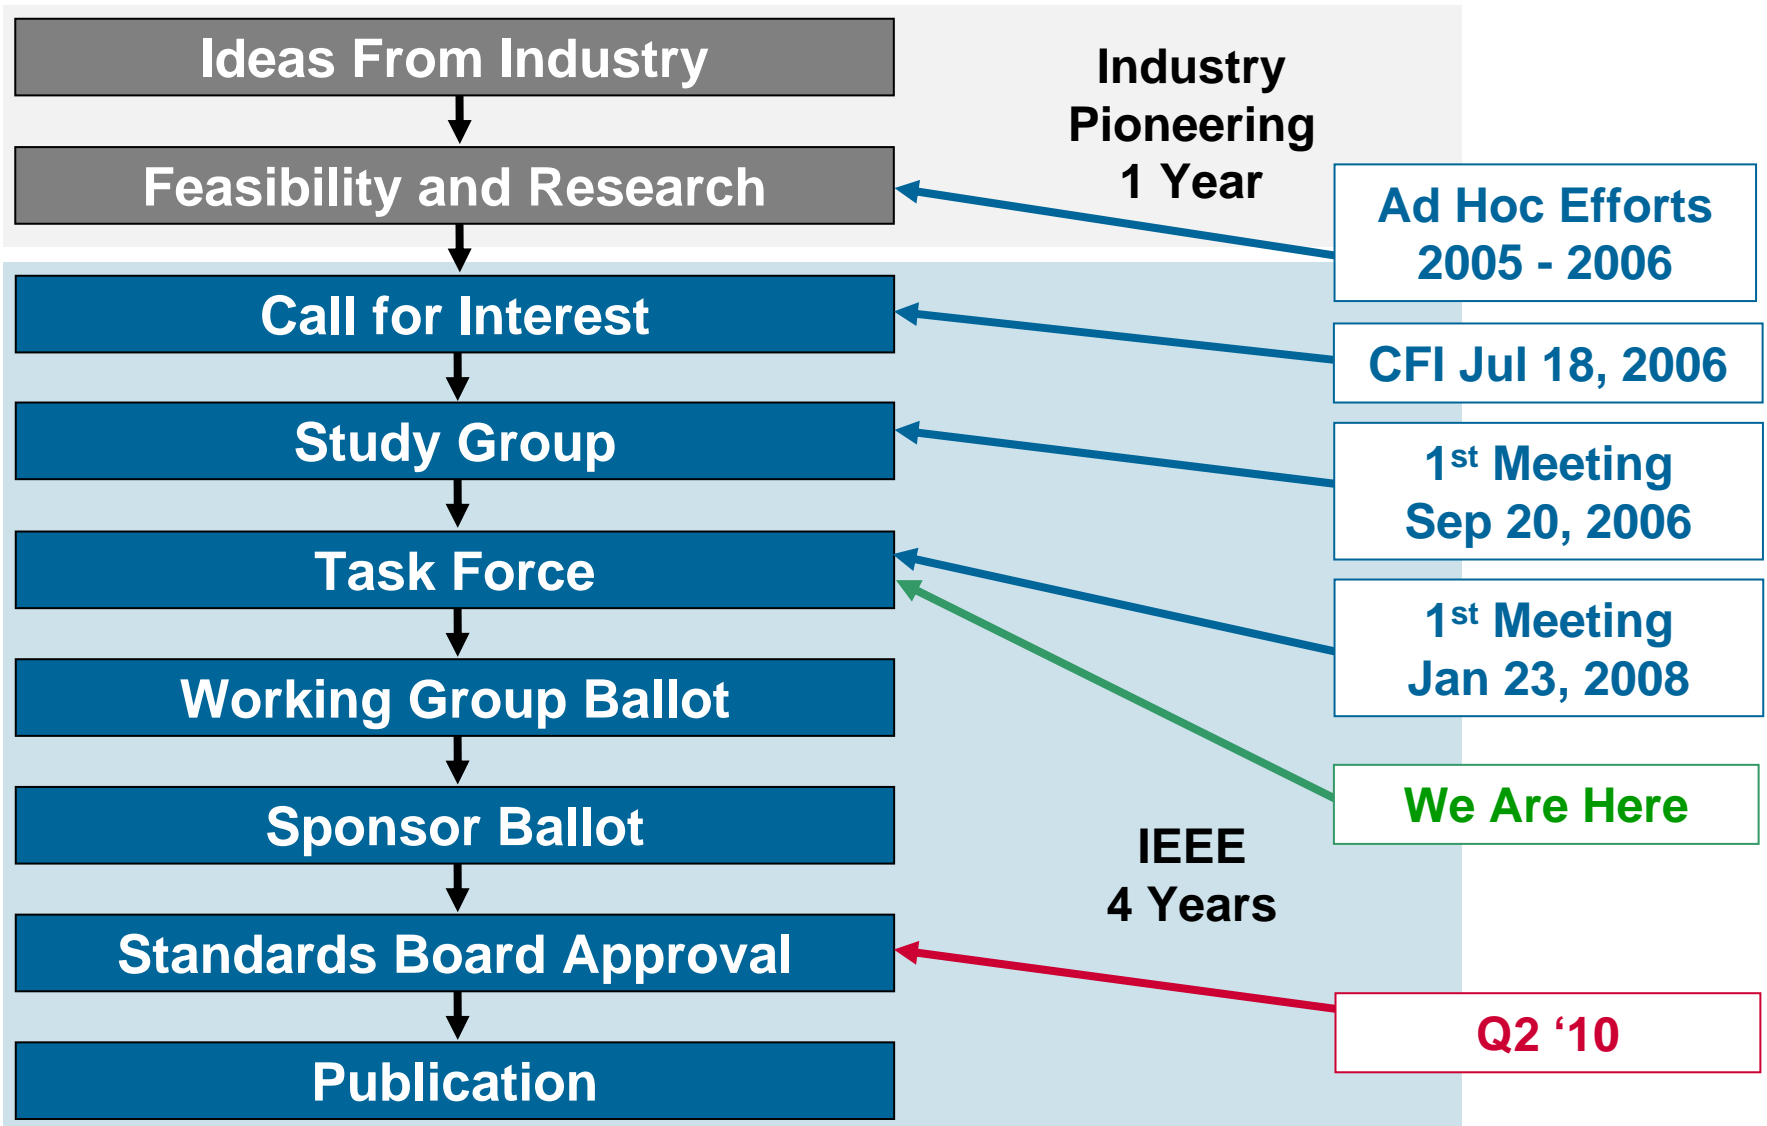 Ideas From Industry
Feasibility and Research
Industry
Pioneering
1 Year
Ad Hoc Efforts
2005 - 2006
Call for Interest
CFI Jul 18, 2006
Study Group
1st Meeting
Sep 20, 2006
Task Force
1st Meeting
Jan 23, 2008
Working Group Ballot
We Are Here
Sponsor Ballot
IEEE
4 Years
Standards Board Approval
Q2 ‘10
Publication